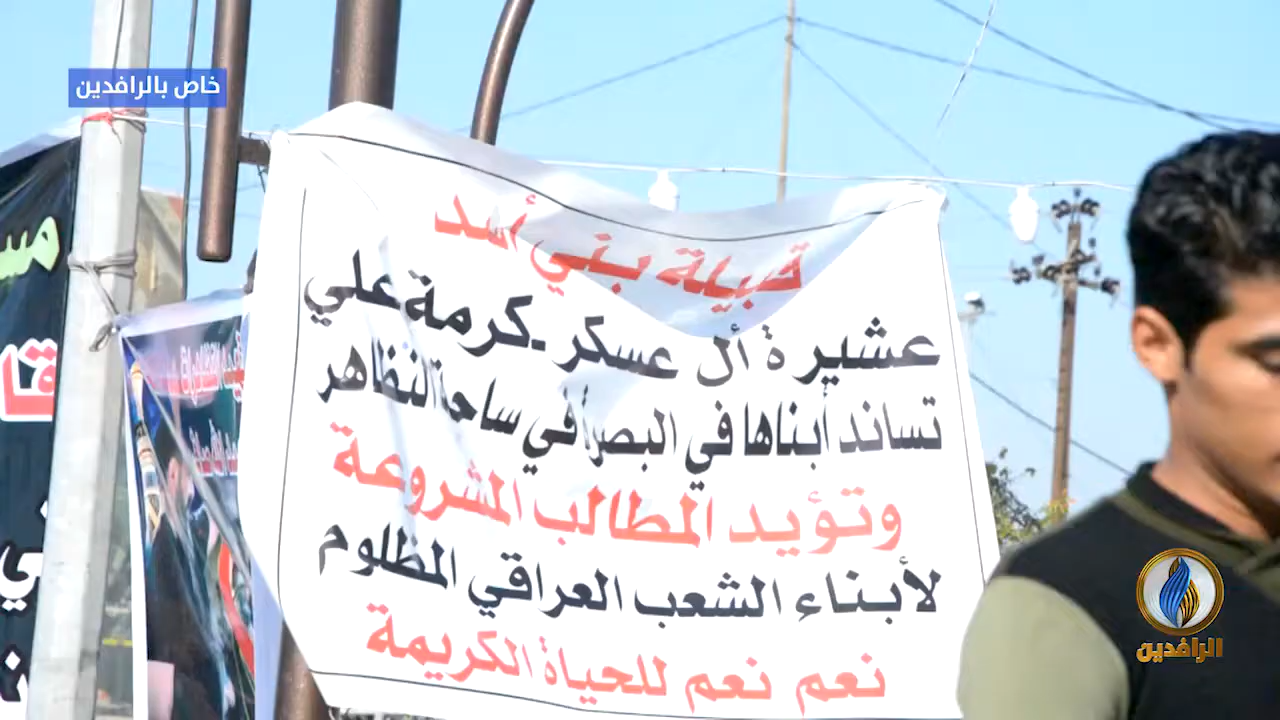 خاص بالرافدين
قبيلة بني أسد
عشيرة أل عسكر - كرمة علي
تساند أبناها في البصرة في ساحة التظاهر
وتؤيد المطالب المشروعة
لأبناء الشعب العراقي المظلوم
نعم نعم للحياة الكريمة
الرافدين